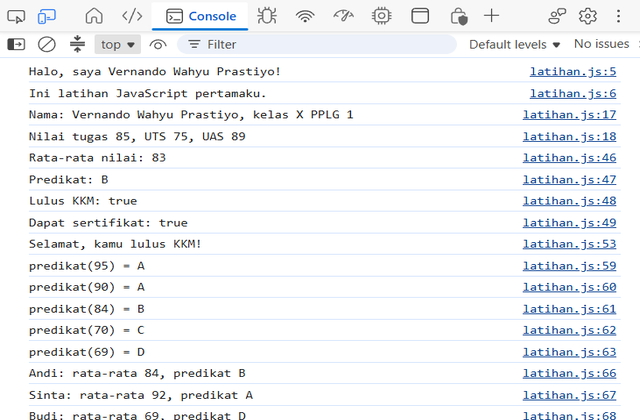 Console
top
Filter
Default levels
No issues
Halo, saya Vernando Wahyu Prastiyo! latihan.js:5
Ini latihan JavaScript pertamaku. latihan.js:6
Nama: Vernando Wahyu Prastiyo, kelas X PPLG 1 latihan.js:17
Nilai tugas 85, UTS 75, UAS 89 latihan.js:18
Rata-rata nilai: 83 latihan.js:46
Predikat: B latihan.js:47
Lulus KKM: true latihan.js:48
Dapat sertifikat: true latihan.js:49
Selamat, kamu lulus KKM! latihan.js:53
predikat(95) = A latihan.js:59
predikat(90) = A latihan.js:60
predikat(84) = B latihan.js:61
predikat(70) = C latihan.js:62
predikat(69) = D latihan.js:63
Andi: rata-rata 84, predikat B latihan.js:66
Sinta: rata-rata 92, predikat A latihan.js:67
Budi: rata-rata 69, predikat D latihan.js:68